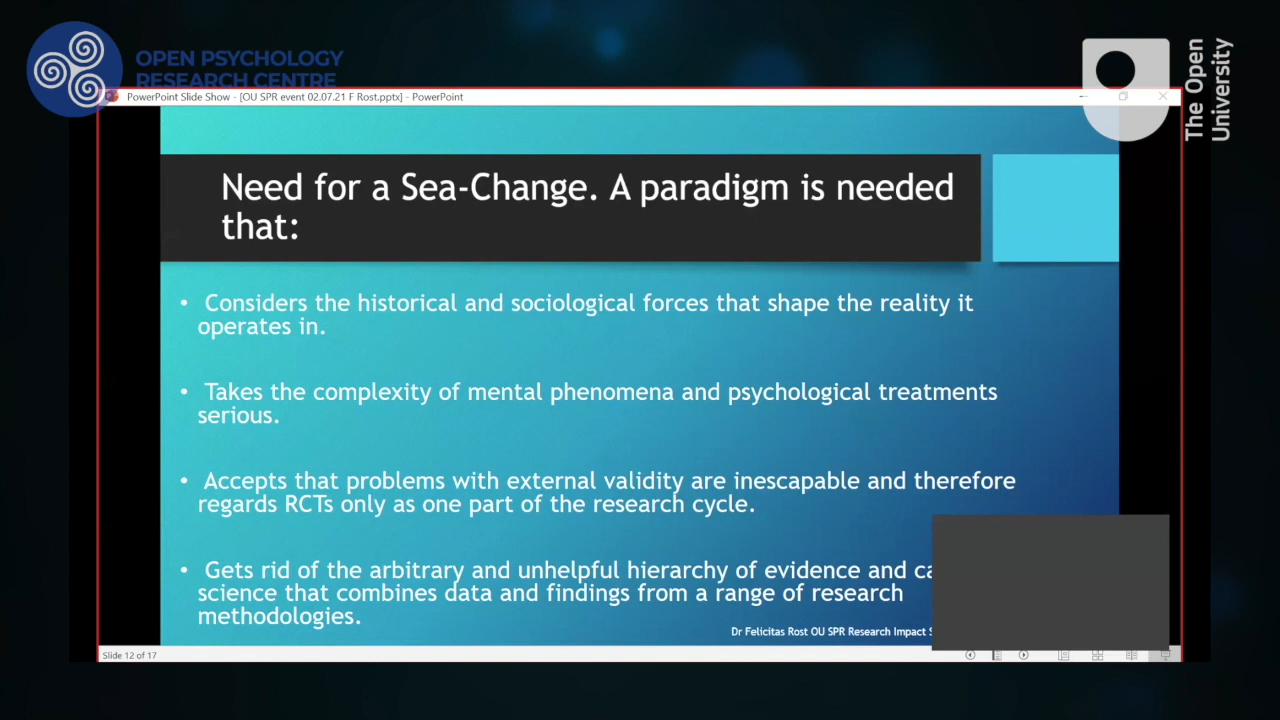 OPEN PSYCHOLOGY
RESEARCH CENTRE
The Open
University
PowerPoint Slide Show - [OU SPR event 02.07.21 F Rost.pptx] - PowerPoint
Need for a Sea-Change. A paradigm is needed
that:
• Considers the historical and sociological forces that shape the reality it
operates in.
• Takes the complexity of mental phenomena and psychological treatments
serious.
• Accepts that problems with external validity are inescapable and therefore
regards RCTs only as one part of the research cycle.
• Gets rid of the arbitrary and unhelpful hierarchy of evidence and
science that combines data and findings from a range of research
methodologies.
Dr Felicitas Rost OU SPR Research Impact
Slide 12 of 17